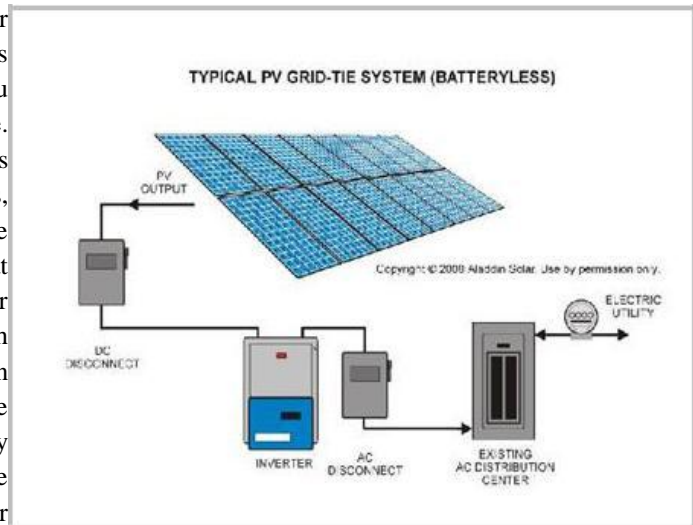 TYPICAL PV GRID-TIE SYSTEM (BATTERYLESS)
PV
OUTPUT
Copyright © 2008 Aladdin Solar. Use by permission only.
ELECTRIC
UTILITY
DC
DISCONNECT
INVERTER
AC
DISCONNECT
EXISTING
AC DISTRIBUTION
CENTER